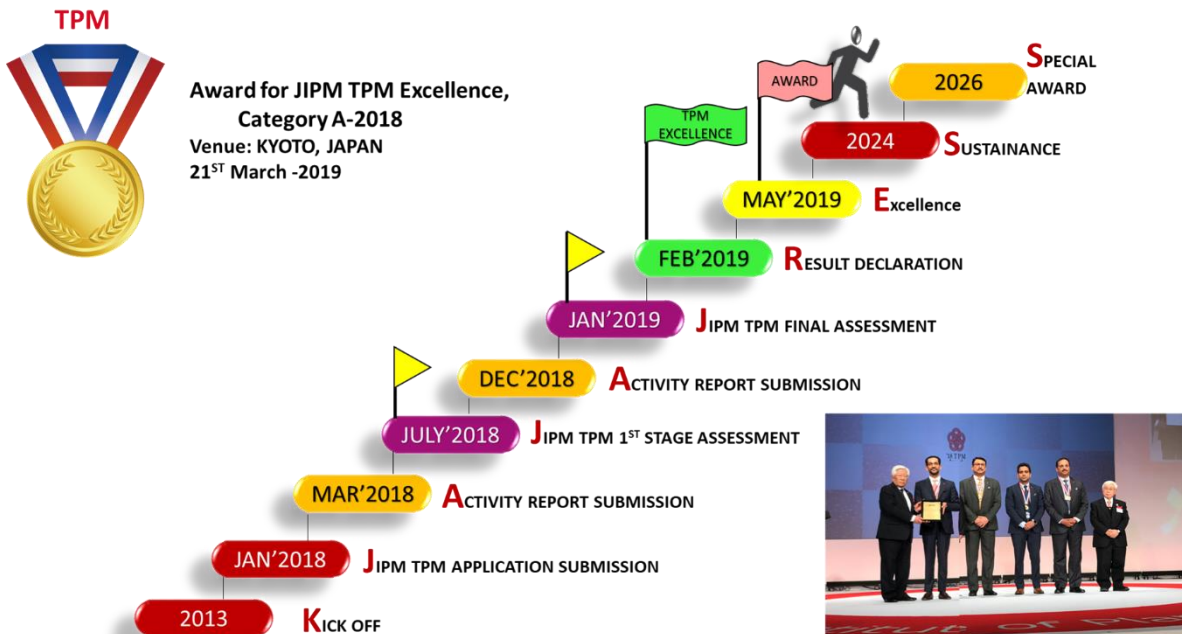 TPM
Award for JIPM TPM Excellence,
Category A-2018
Venue: KYOTO, JAPAN
21ST March -2019
2026
SPECIAL
AWARD
AWARD
2024
SUSTAINANCE
TPM
EXCELLENCE
MAY'2019
Excellence
FEB'2019
RESULT DECLARATION
JAN'2019
JIPM TPM FINAL ASSESSMENT
DEC'2018
ACTIVITY REPORT SUBMISSION
JULY'2018
JIPM TPM 1ST STAGE ASSESSMENT
MAR'2018
ACTIVITY REPORT SUBMISSION
JAN'2018
JIPM TPM APPLICATION SUBMISSION
2013
KICK OFF
TPM
of Pla